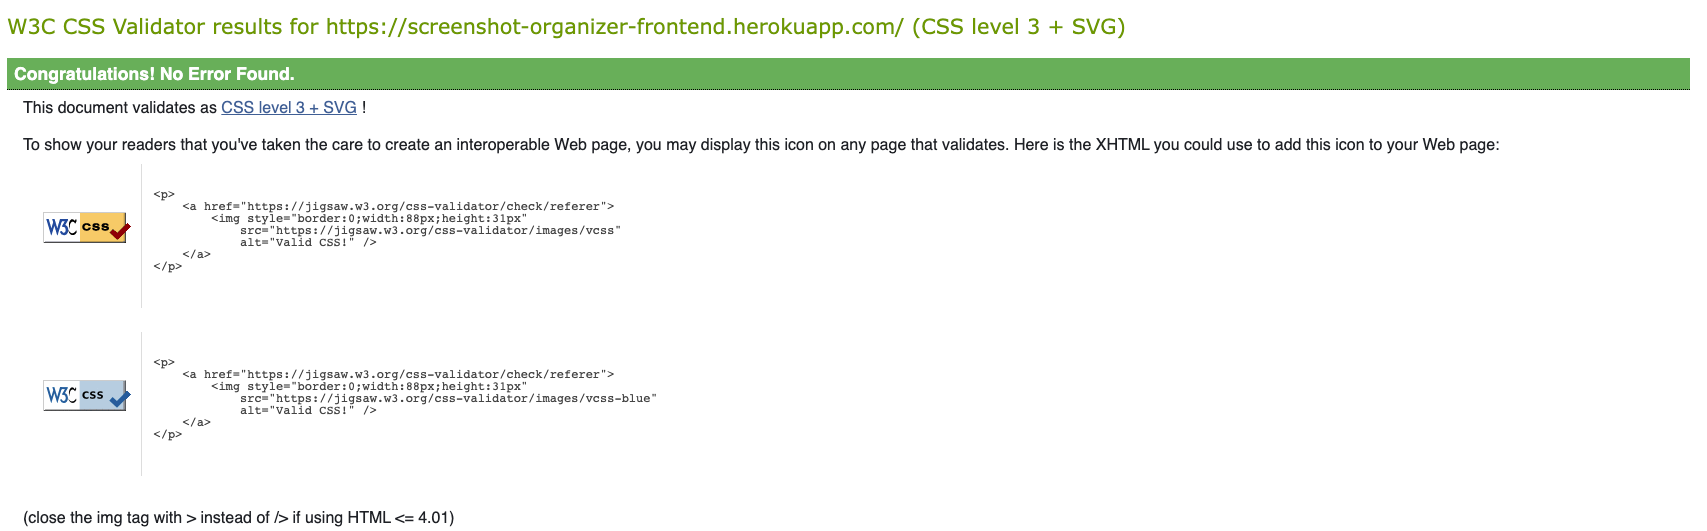 W3C CSS Validator results for https://screenshot-organizer-frontend.herokuapp.com/ (CSS level 3 + SVG)
Congratulations! No Error Found.
This document validates as CSS level 3 + SVG !
To show your readers that you've taken the care to create an interoperable Web page, you may display this icon on any page that validates. Here is the XHTML you could use to add this icon to your Web page:
W3C css
<p>
    <a href="https://jigsaw.w3.org/css-validator/check/referer">
        <img style="border:0;width:88px;height:31px"
            src="https://jigsaw.w3.org/css-validator/images/vcss"
            alt="Valid CSS!" />
    </a>
</p>
W3C css
<p>
    <a href="https://jigsaw.w3.org/css-validator/check/referer">
        <img style="border:0;width:88px;height:31px"
            src="https://jigsaw.w3.org/css-validator/images/vcss-blue"
            alt="Valid CSS!" />
    </a>
</p>
(close the img tag with > instead of /> if using HTML <= 4.01)